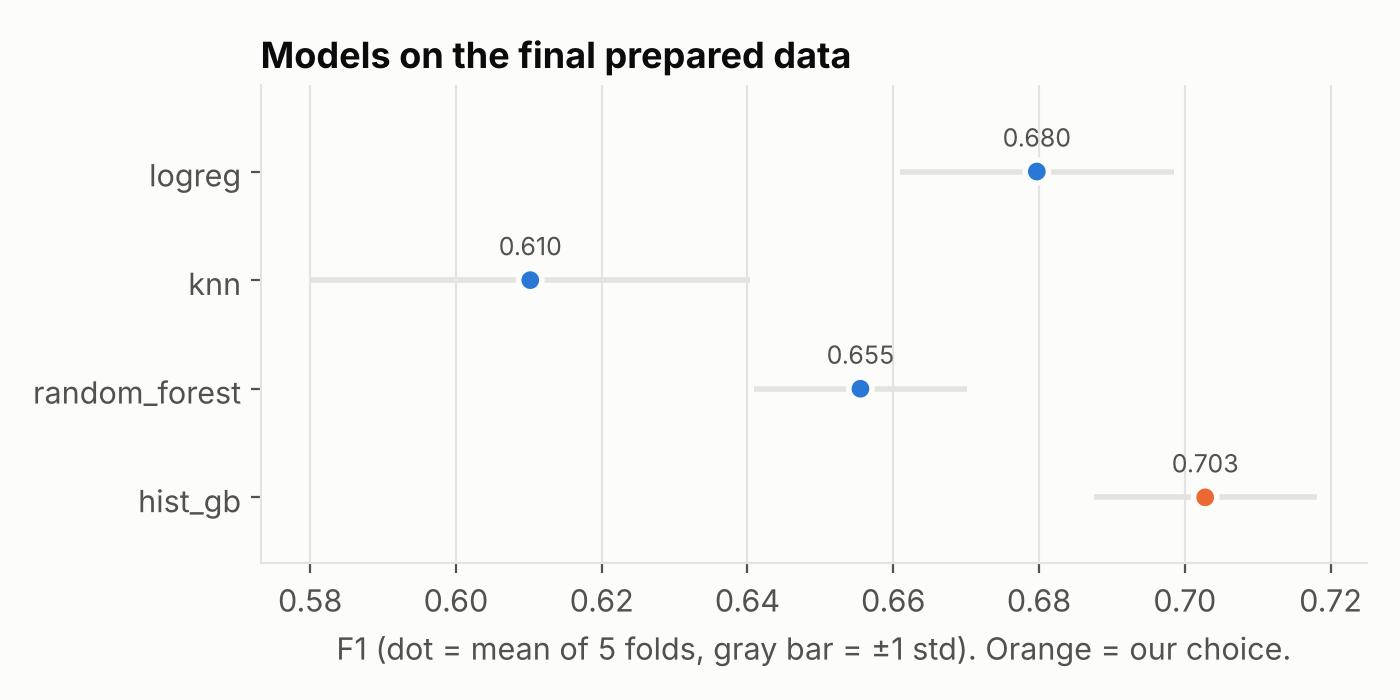 Models on the final prepared data
0.680
logreg
0.610
knn
0.655
random_forest
0.703
hist_gb
0.58 0.60 0.62 0.64 0.66 0.68 0.70 0.72
F1 (dot = mean of 5 folds, gray bar = ±1 std). Orange = our choice.